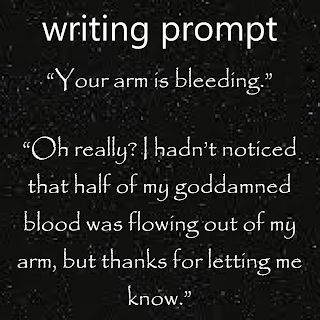 writing prompt
“Your arm is bleeding.”
“Oh really? I hadn’t noticed
that half of my goddamned
blood was flowing out of my
arm, but thanks for letting me
know.”